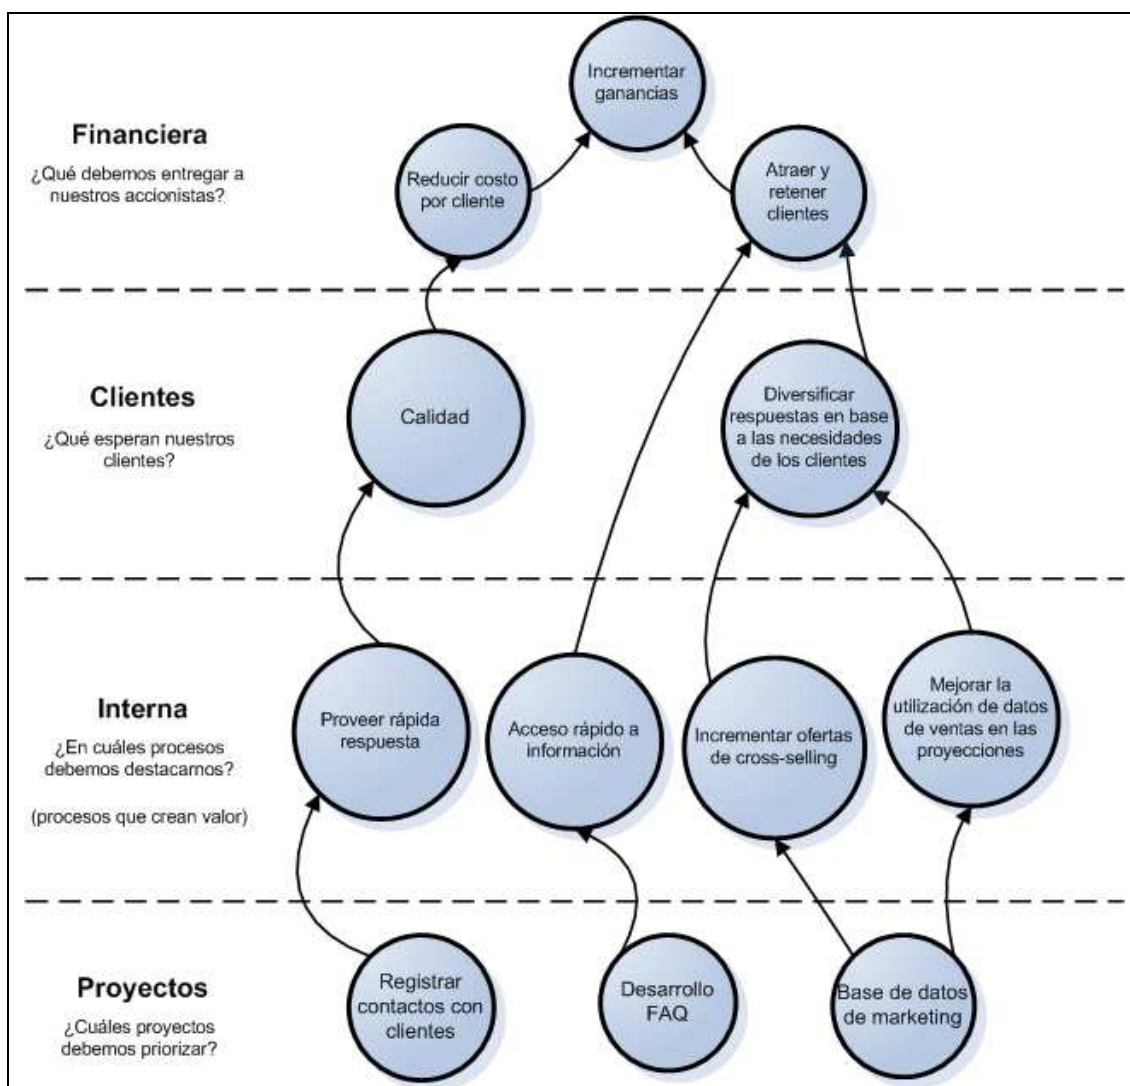 Financiera
¿Qué debemos entregar a
nuestros accionistas?
Incrementar
ganancias
Reducir costo
por cliente
Atraer y
retener
clientes
Clientes
¿Qué esperan nuestros
clientes?
Calidad
Diversificar
respuestas en base
a las necesidades
de los clientes
Interna
¿En cuáles procesos
debemos destacarnos?
(procesos que crean valor)
Proveer rápida
respuesta
Acceso rápido a
información
Incrementar ofertas
de cross-selling
Mejorar la
utilización de datos
de ventas en las
proyecciones
Proyectos
¿Cuáles proyectos
debemos priorizar?
Registrar
contactos con
clientes
Desarrollo
FAQ
Base de datos
de marketing